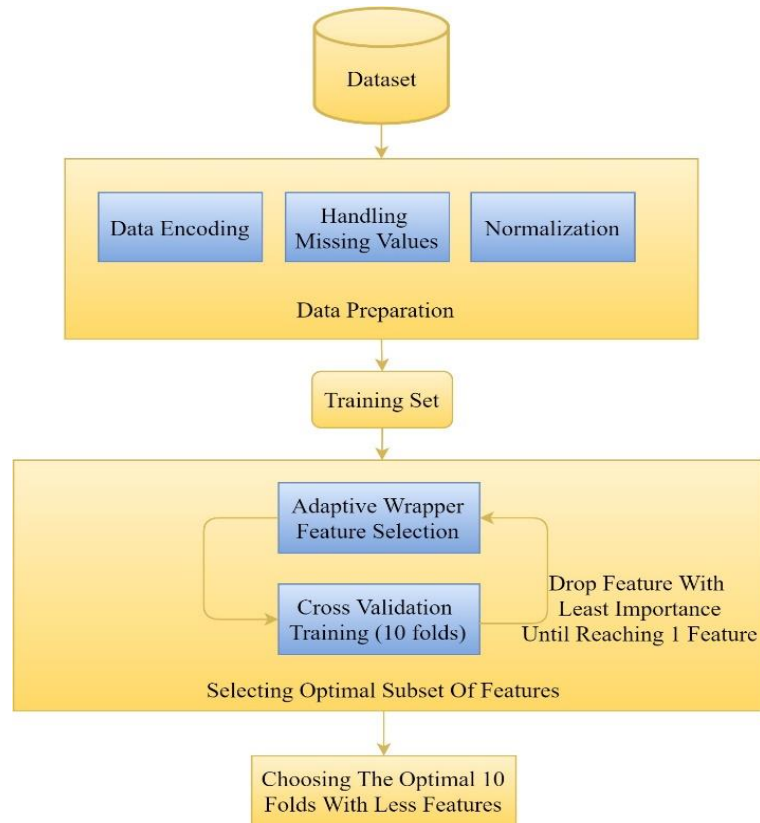 Dataset
Data Encoding
Handling
Missing Values
Normalization
Data Preparation
Training Set
Adaptive Wrapper
Feature Selection
Drop Feature With
Least Importance
Until Reaching 1 Feature
Cross Validation
Training (10 folds)
Selecting Optimal Subset Of Features
Choosing The Optimal 10
Folds With Less Features